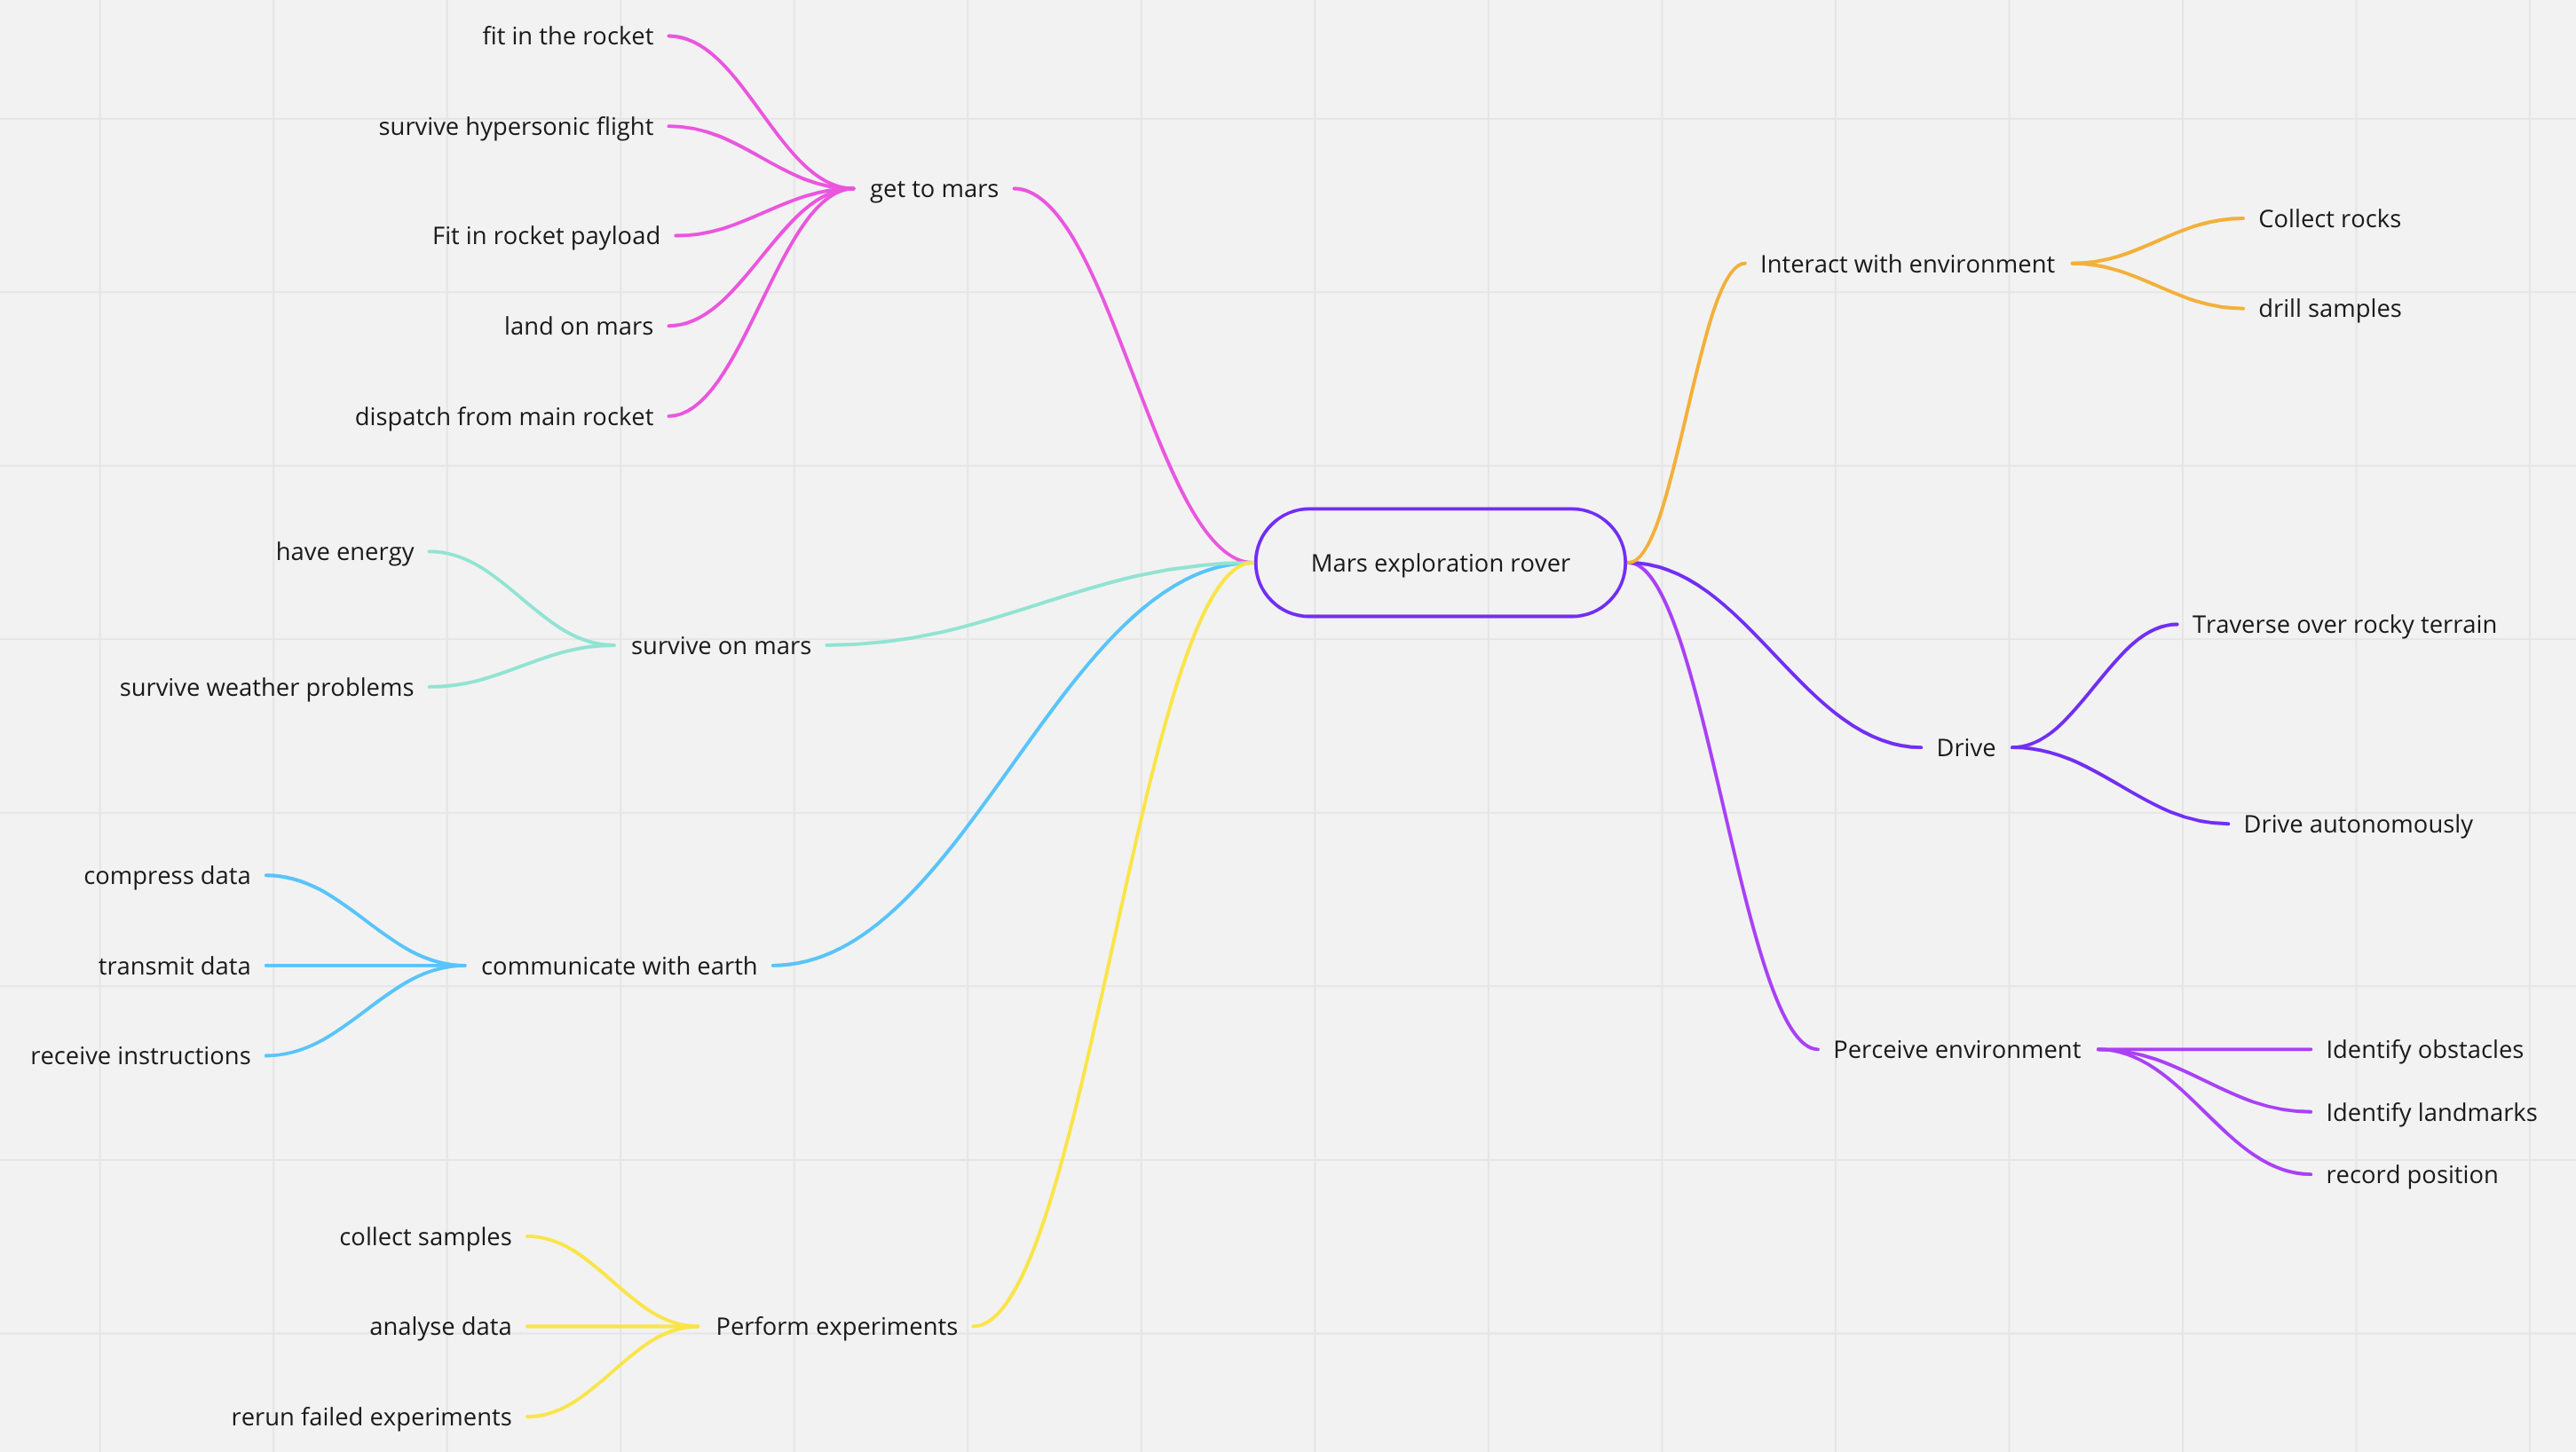 fit in the rocket
survive hypersonic flight
Fit in rocket payload
land on mars
dispatch from main rocket
get to mars
have energy
survive weather problems
survive on mars
compress data
transmit data
receive instructions
communicate with earth
collect samples
analyse data
rerun failed experiments
Perform experiments
Mars exploration rover
Interact with environment
Collect rocks
drill samples
Drive
Traverse over rocky terrain
Drive autonomously
Perceive environment
Identify obstacles
Identify landmarks
record position